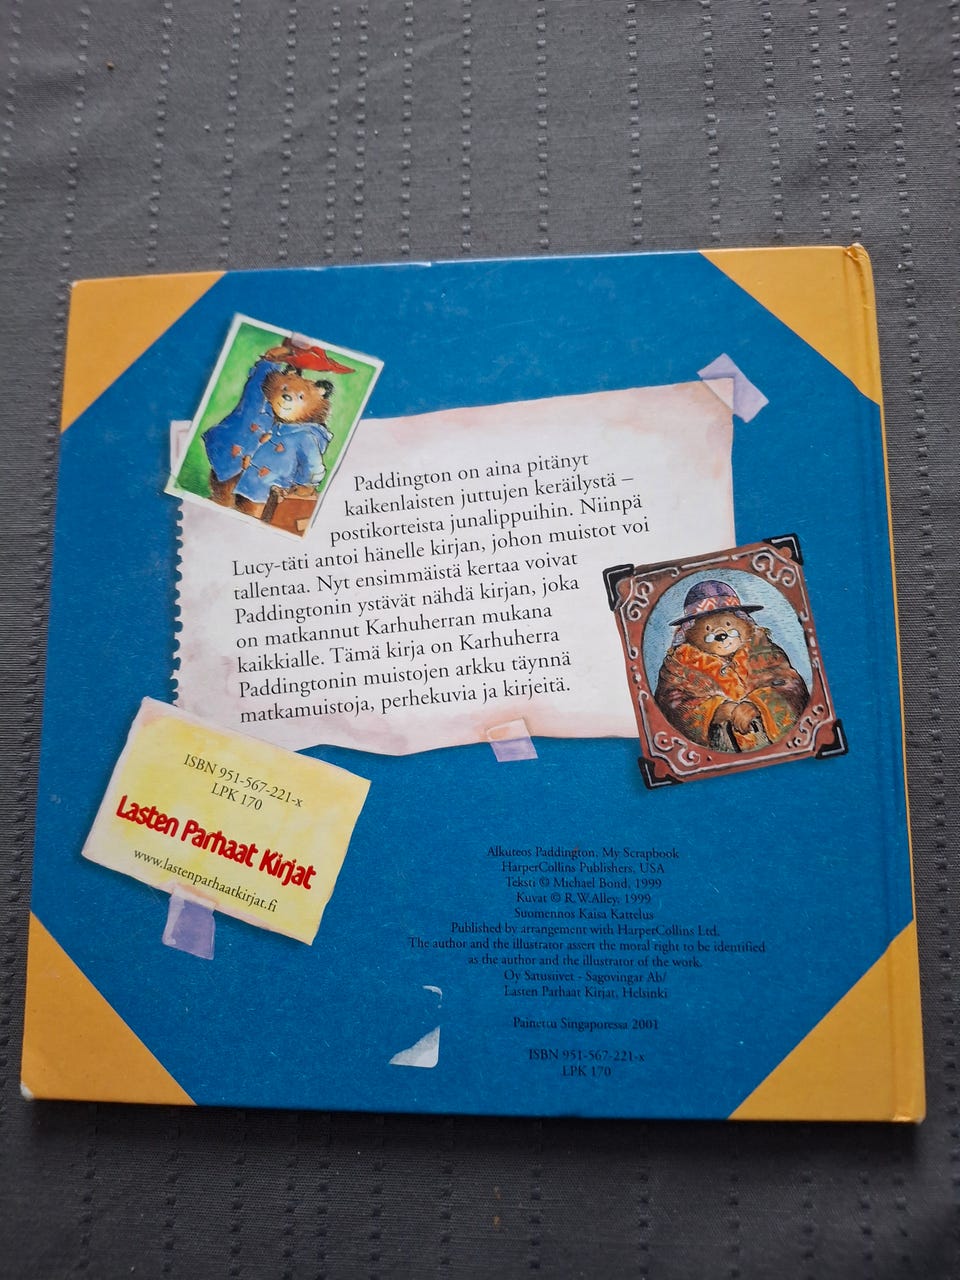 Paddington on aina pitänyt
kaikenlaisten juttujen keräilystä –
postikorteista junalippuihin. Niinpä
Lucy-täti antoi hänelle kirjan, johon muistot voi
tallentaa. Nyt ensimmäistä kertaa voivat
Paddingtonin ystävät nähdä kirjan, joka
on matkannut Karhuherran mukana
kaikkialle. Tämä kirja on Karhuherra
Paddingtonin muistojen arkku täynnä
matkamuistoja, perhekuvia ja kirjeitä.
ISBN 951-567-221-x
LPK 170
Lasten Parhaat Kirjat
www.lastenparhaatkirjat.fi
Alkuteos Paddington. My Scrapbook
HarperCollins Publishers, USA
Teksti © Michael Bond, 1999
Kuvat © R.W.Alley, 1999
Suomennos Kaisa Kattelus
Published by arrangement with HarperCollins Ltd.
The author and the illustrator assert the moral right to be identified
as the author and the illustrator of the work.
Oy Satusiivet - Sagovingar Ab/
Lasten Parhaat Kirjat, Helsinki
Painettu Singaporessa 2001
ISBN 951-567-221-x
LPK 170